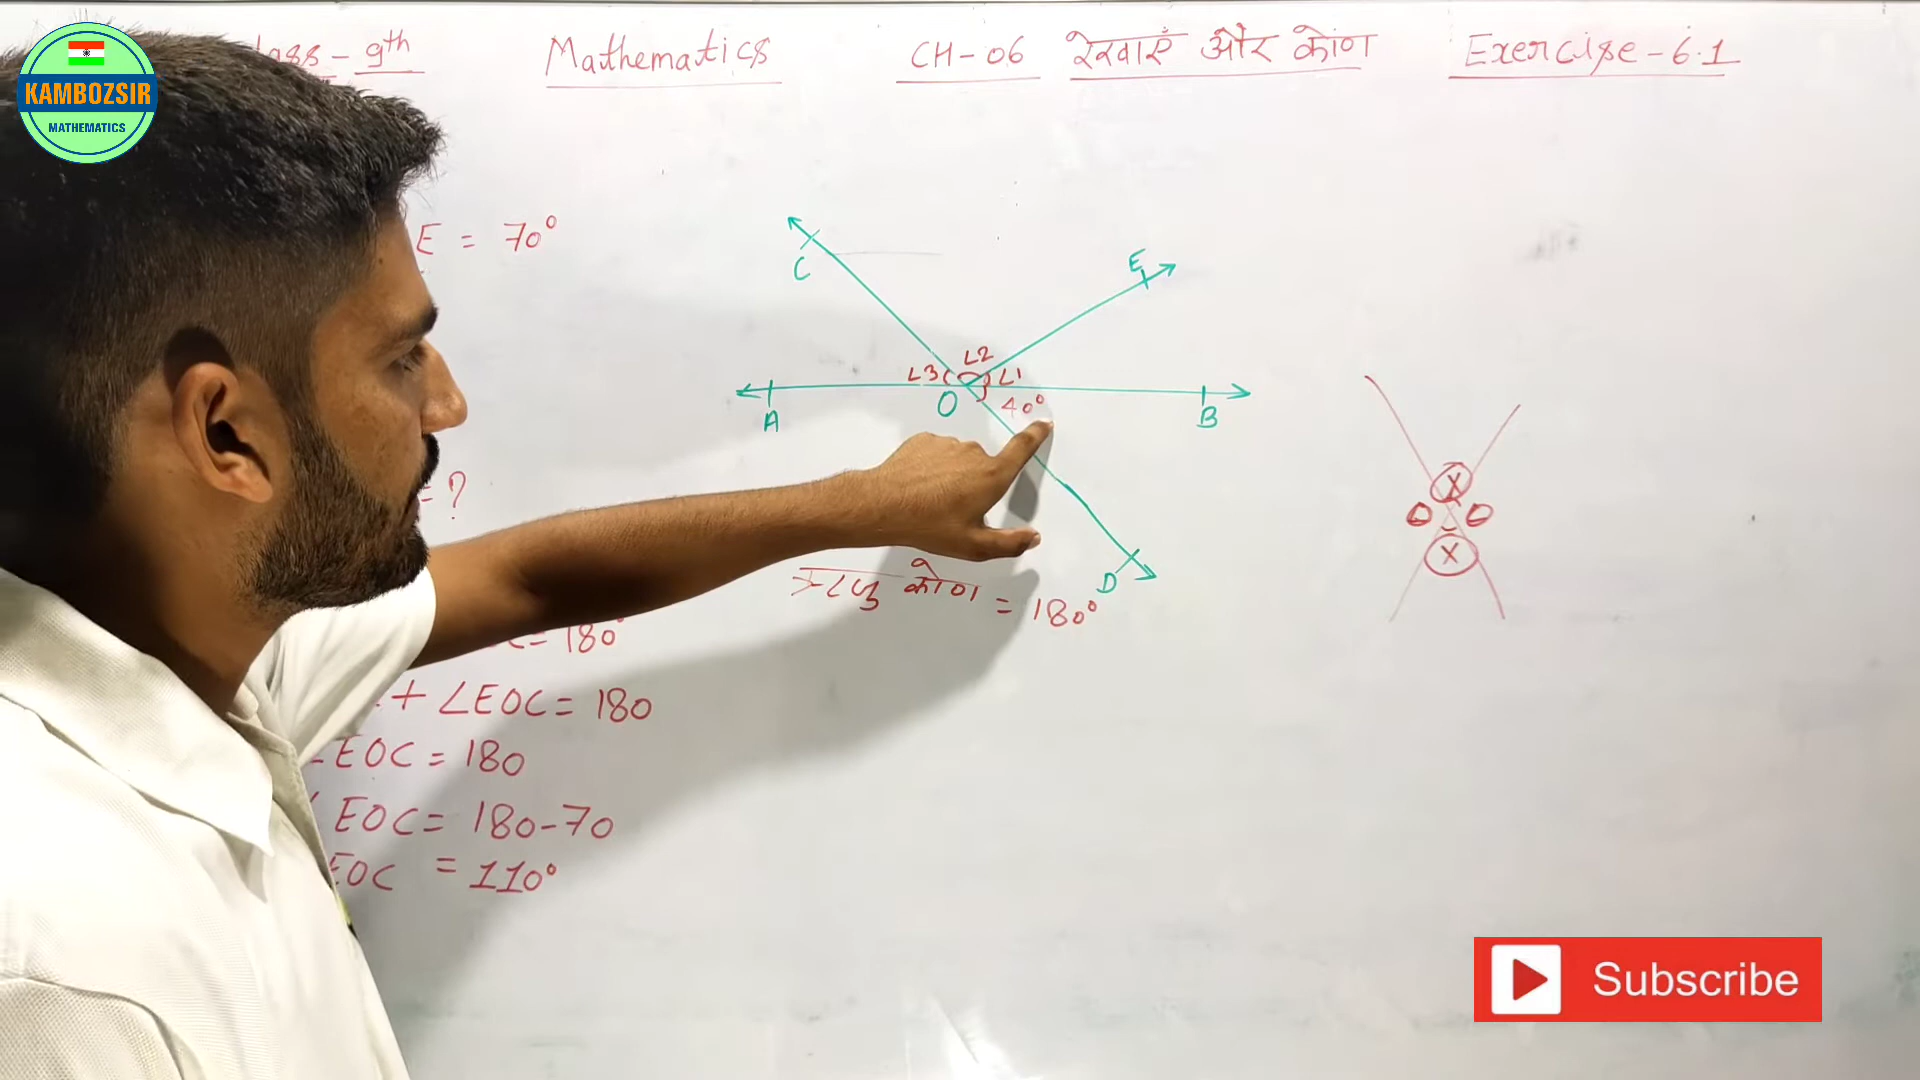 KAMBOZSIR
MATHEMATICS
9th
Mathematics
CH-06 रेखाएँ और कोण
Exercise-6.1
E = 70°
C
E
∠2
∠3
∠1
O
40°
A
B
= ?
D
कोण = 180°
X
O O
X
C = 180°
+ ∠EOC = 180
EOC = 180
EOC = 180-70
EOC = 110°
Subscribe